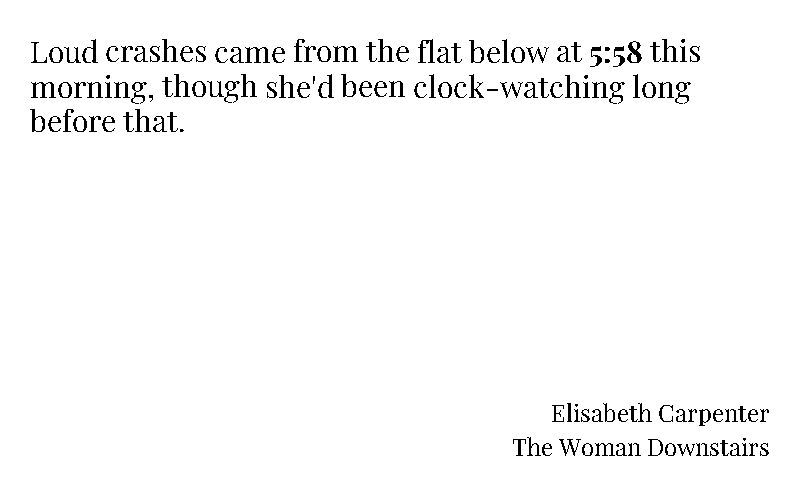 Loud crashes came from the flat below at 5:58 this
morning, though she'd been clock-watching long
before that.
Elisabeth Carpenter
The Woman Downstairs